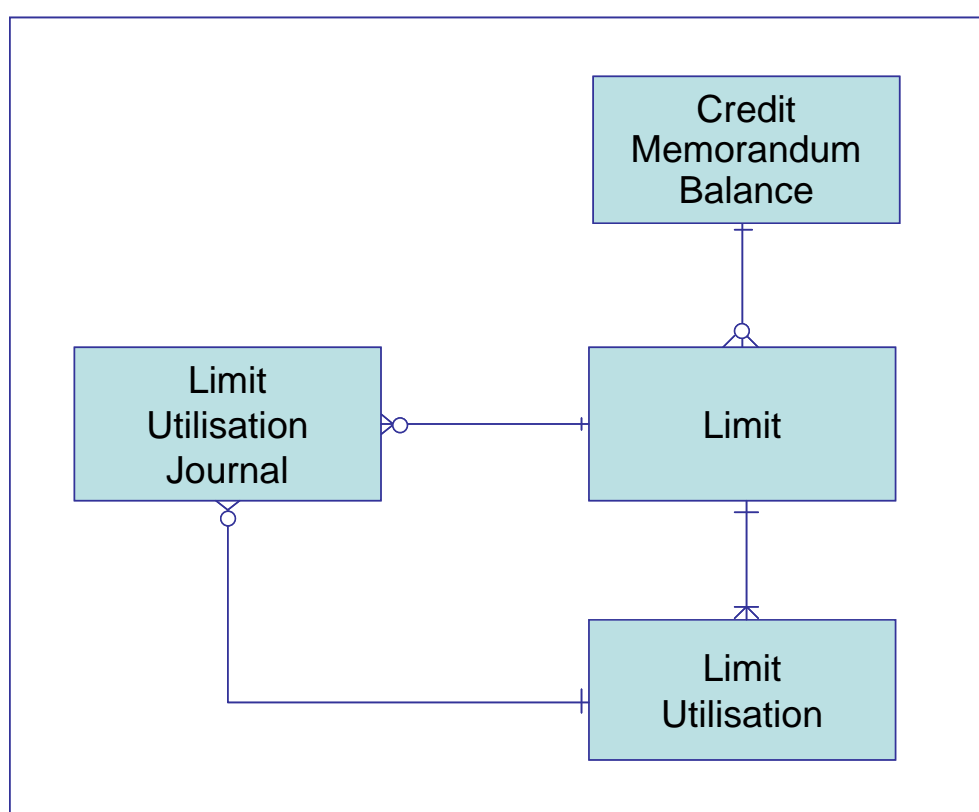 Credit
Memorandum
Balance
Limit
Utilisation
Journal
Limit
Limit
Utilisation